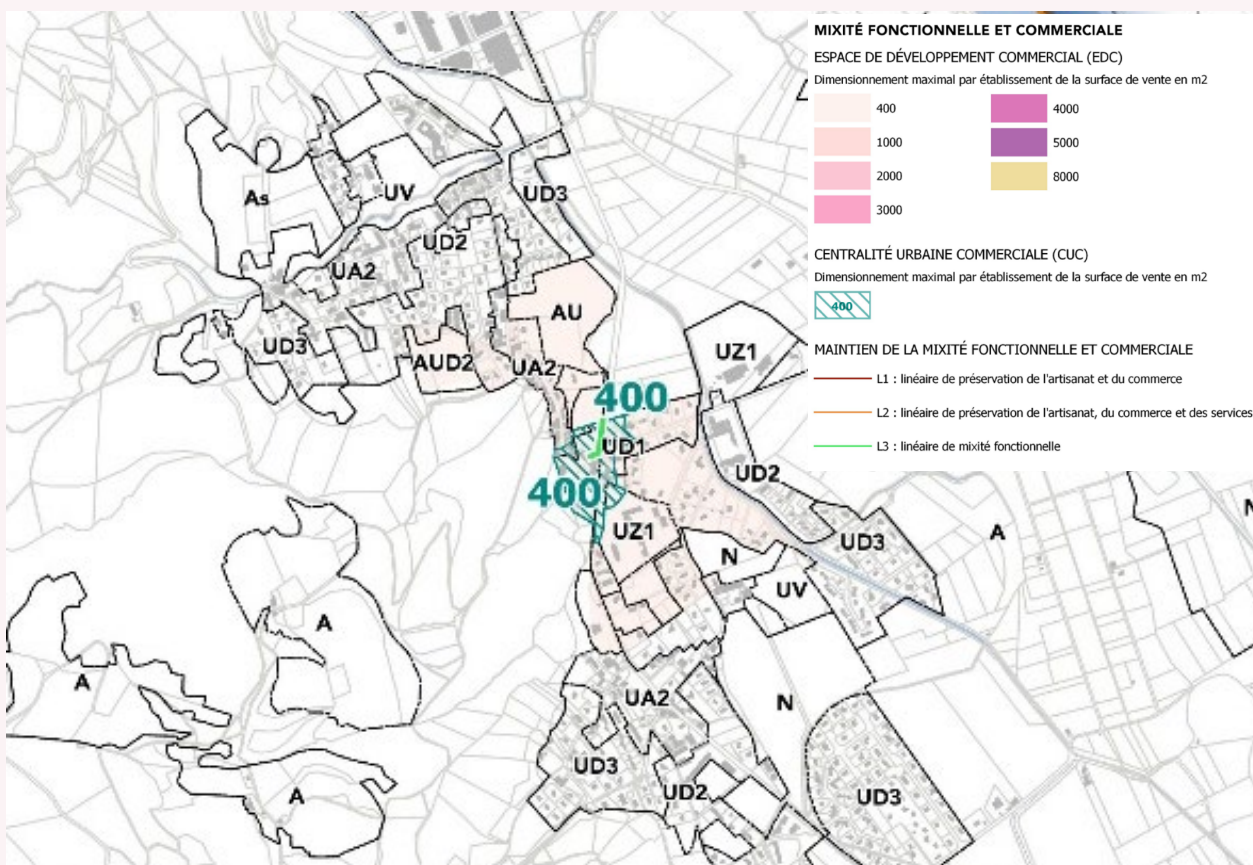 MIXITÉ FONCTIONNELLE ET COMMERCIALE
ESPACE DE DÉVELOPPEMENT COMMERCIAL (EDC)
Dimensionnement maximal par établissement de la surface de vente en m2
400
4000
1000
5000
2000
8000
3000
CENTRALITÉ URBAINE COMMERCIALE (CUC)
Dimensionnement maximal par établissement de la surface de vente en m2
400
MAINTIEN DE LA MIXITÉ FONCTIONNELLE ET COMMERCIALE
L1 : linéaire de préservation de l'artisanat et du commerce
L2 : linéaire de préservation de l'artisanat, du commerce et des services
L3 : linéaire de mixité fonctionnelle
As
UV
UD3
UD2
UA2
AU
UD3
AUD2
UA2
UZ1
400
UD1
UD2
400
UZ1
N
UD3
A
N
UV
A
A
UA2
N
UD3
UD2
A
UD3